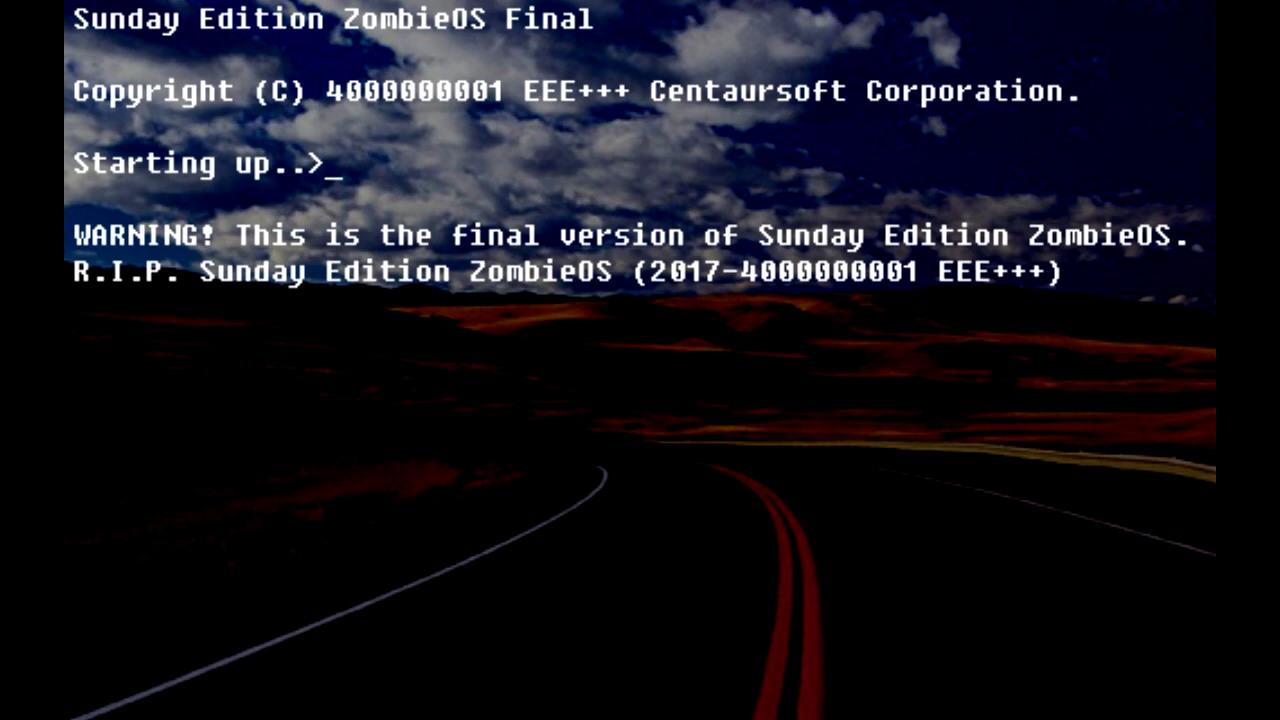 Sunday Edition ZombieOS Final
Copyright (C) 4000000001 EEE+++ Centaursoft Corporation.
Starting up..>_
WARNING! This is the final version of Sunday Edition ZombieOS.
R.I.P. Sunday Edition ZombieOS (2017-4000000001 EEE+++)